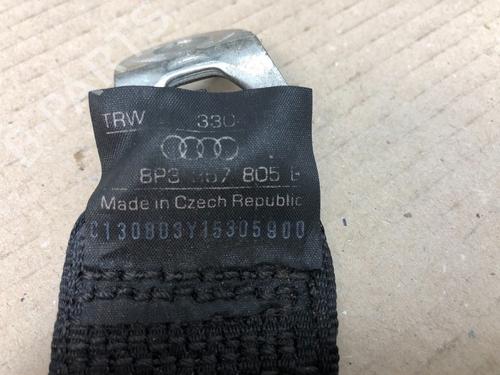 TRW 330
8P3 857 805
Made in Czech Republic
C130803Y15305900